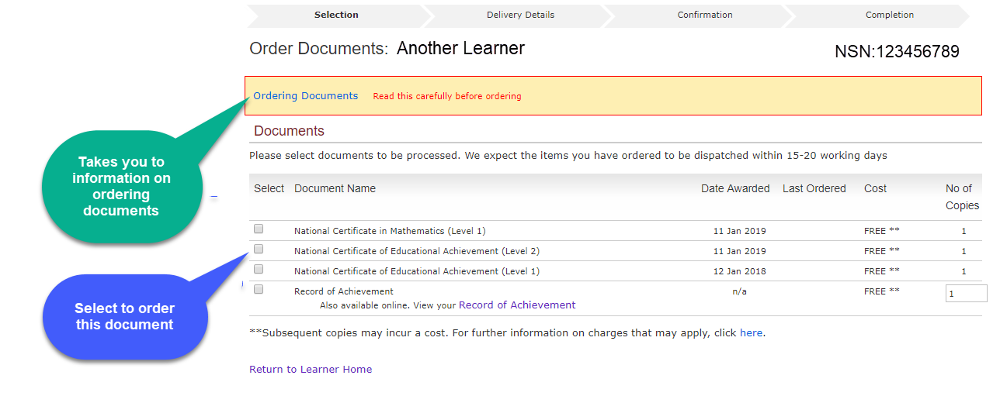 Selection Delivery Details Confirmation Completion
Order Documents: Another Learner NSN:123456789
Ordering Documents Read this carefully before ordering
Documents
Takes you to
information on
ordering
documents
Please select documents to be processed. We expect the items you have ordered to be dispatched within 15-20 working days
Select Document Name Date Awarded Last Ordered Cost No of
Copies
National Certificate in Mathematics (Level 1) 11 Jan 2019 FREE ** 1
National Certificate of Educational Achievement (Level 2) 11 Jan 2019 FREE ** 1
National Certificate of Educational Achievement (Level 1) 12 Jan 2018 FREE ** 1
Record of Achievement n/a FREE ** 1
Also available online. View your Record of Achievement
Select to order
this document
**Subsequent copies may incur a cost. For further information on charges that may apply, click here.
Return to Learner Home